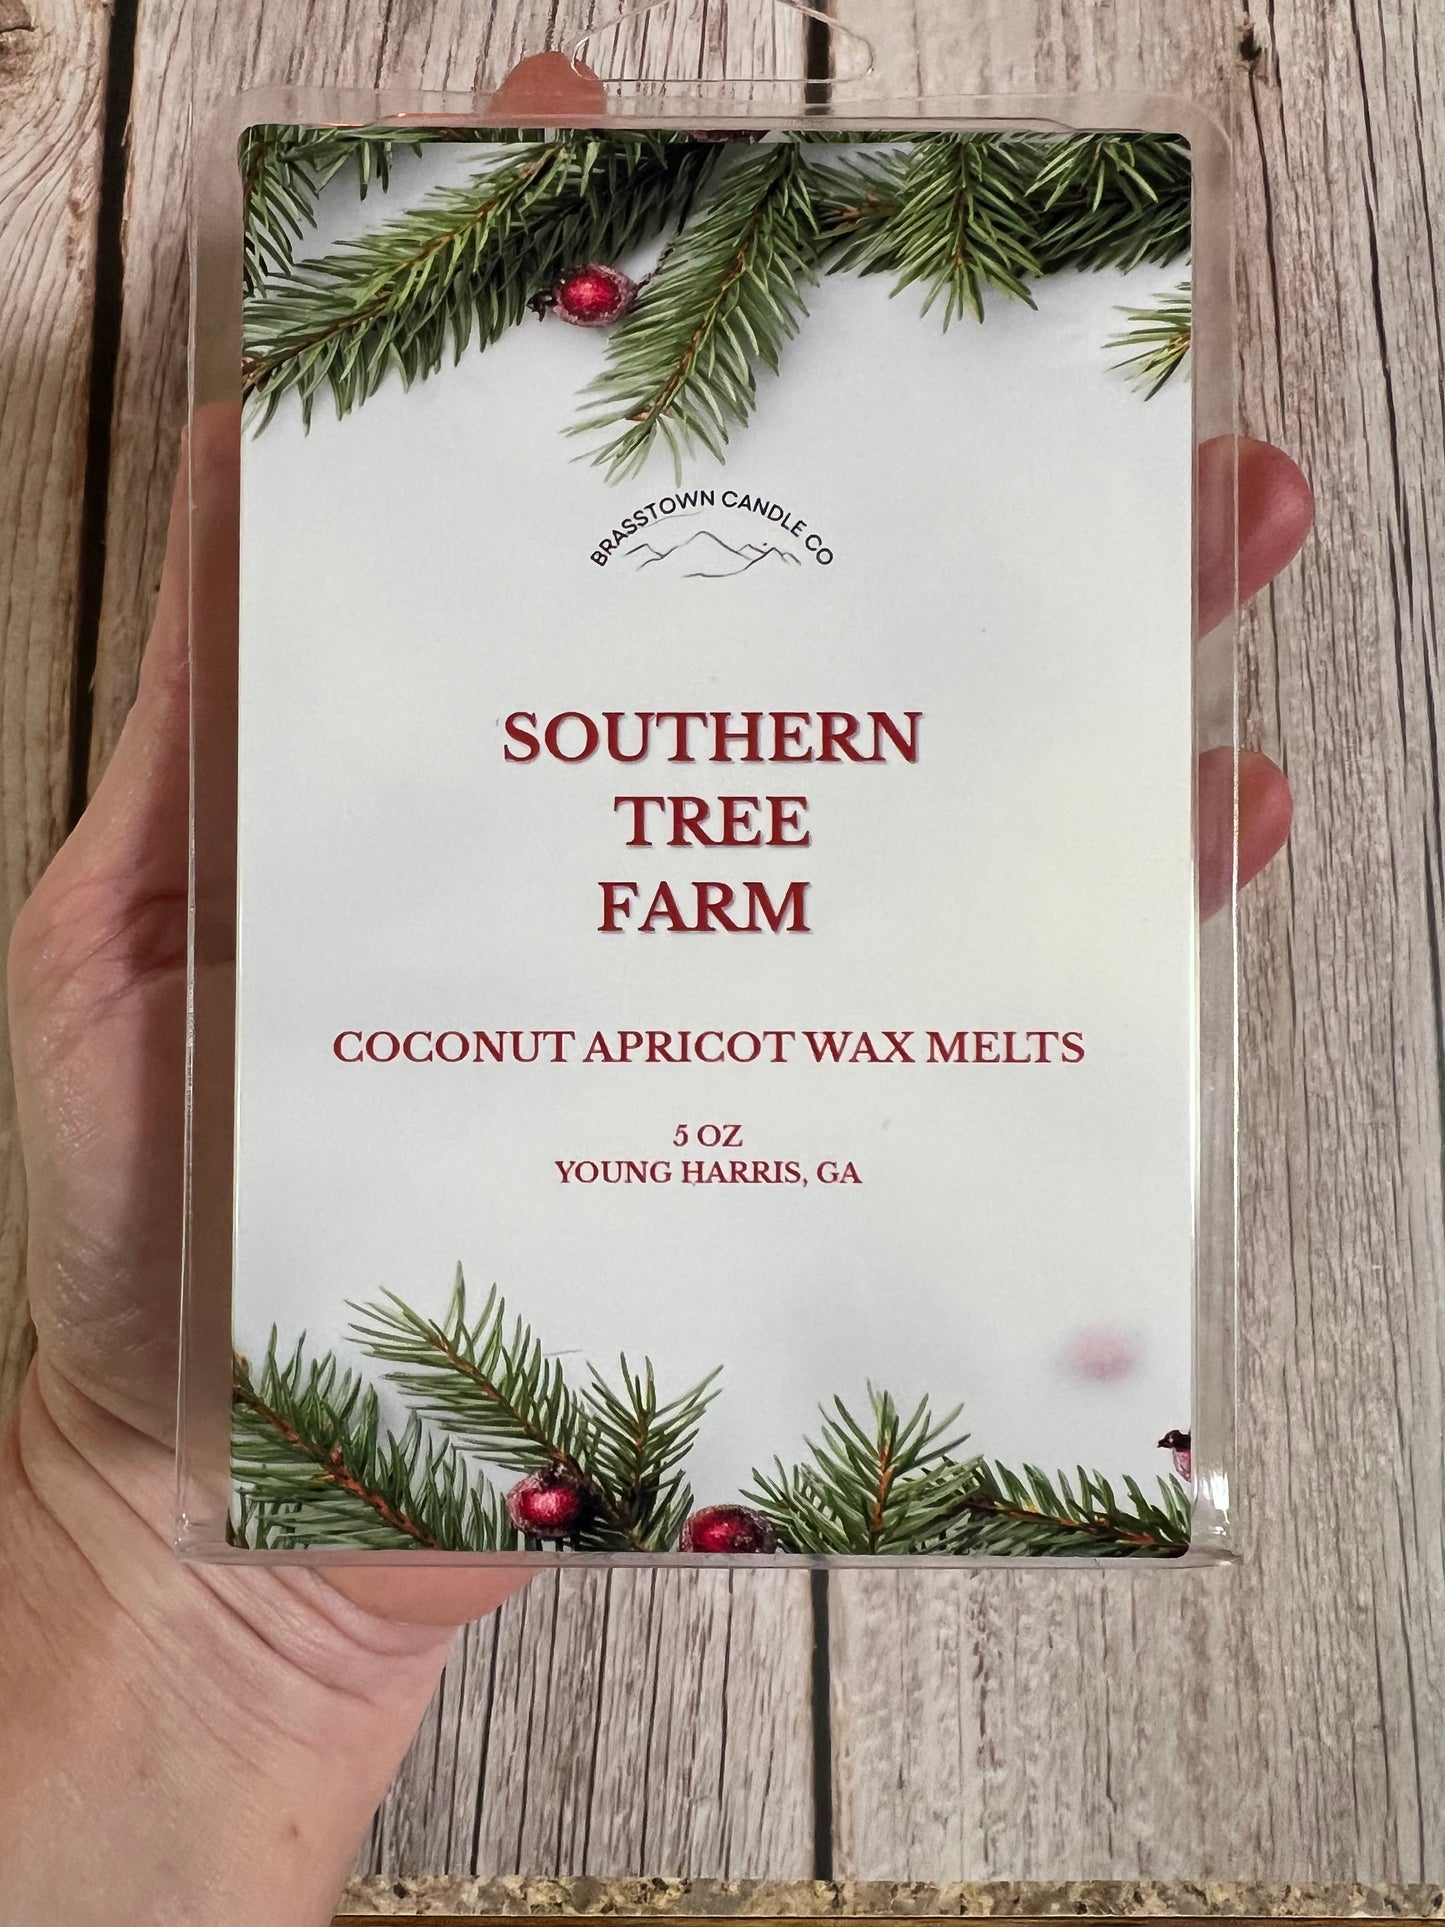 BRASSTOWN CANDLE CO
SOUTHERN
TREE
FARM
COCONUT APRICOT WAX MELTS
5 OZ
YOUNG HARRIS, GA